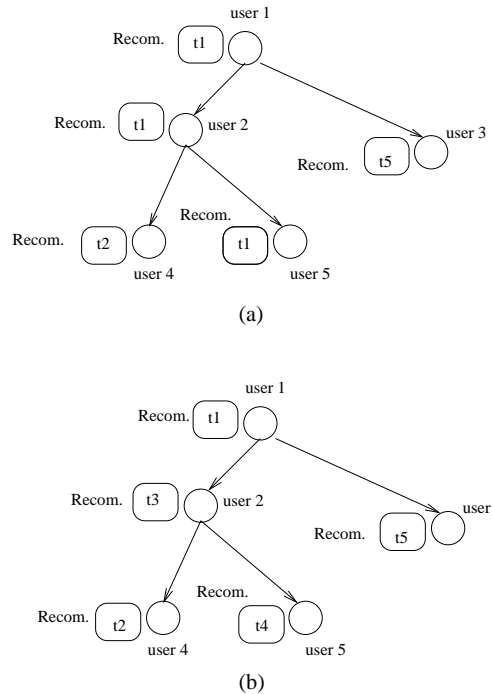 user 1
Recom. t1
Recom. t1 user 2
user 3
Recom. t5
Recom.
Recom. t2 t1
user 4 user 5
(a)
user 1
Recom. t1
Recom. t3 user 2
user
Recom. t5
Recom.
Recom. t2 t4
user 4 user 5
(b)